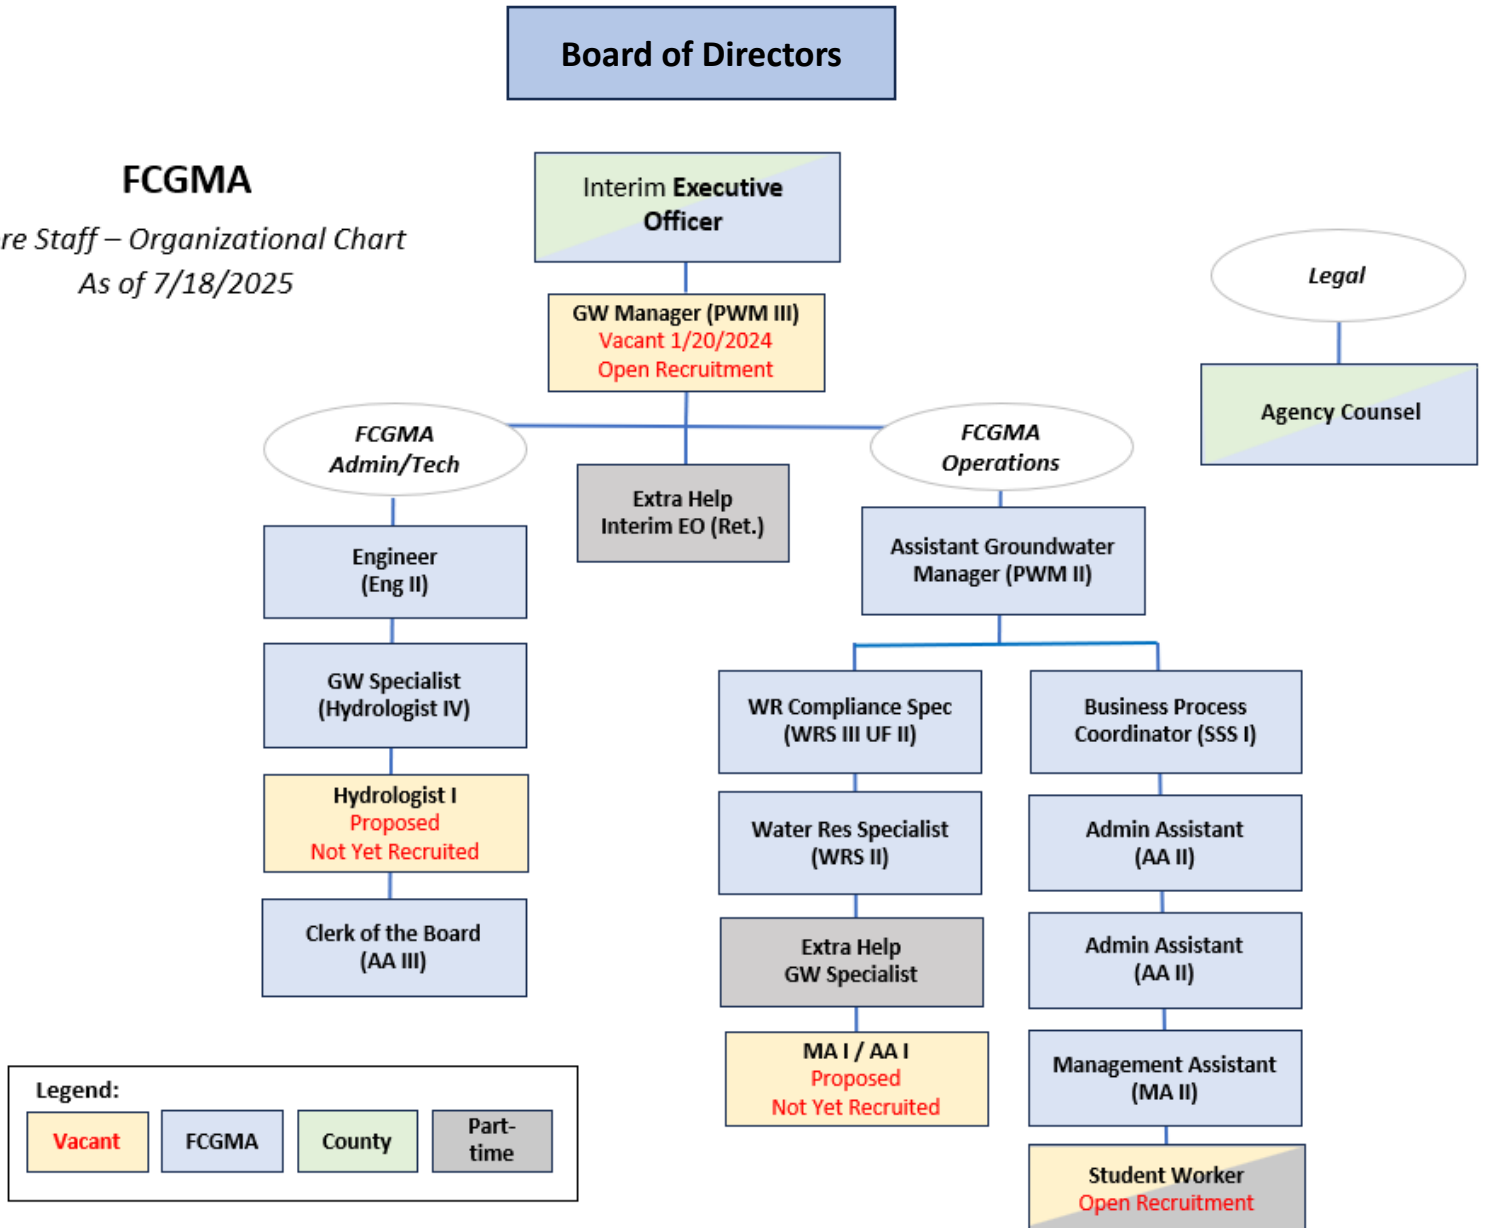 Board of Directors
FCGMA
re Staff – Organizational Chart
As of 7/18/2025
Interim Executive
Officer
GW Manager (PWM III)
Vacant 1/20/2024
Open Recruitment
Legal
Agency Counsel
FCGMA
Admin/Tech
Extra Help
Interim EO (Ret.)
FCGMA
Operations
Engineer
(Eng II)
GW Specialist
(Hydrologist IV)
Hydrologist I
Proposed
Not Yet Recruited
Clerk of the Board
(AA III)
Assistant Groundwater
Manager (PWM II)
WR Compliance Spec
(WRS III UF II)
Water Res Specialist
(WRS II)
Extra Help
GW Specialist
MA I / AA I
Proposed
Not Yet Recruited
Business Process
Coordinator (SSS I)
Admin Assistant
(AA II)
Admin Assistant
(AA II)
Management Assistant
(MA II)
Student Worker
Open Recruitment
Legend:
Vacant
FCGMA
County
Part-
time